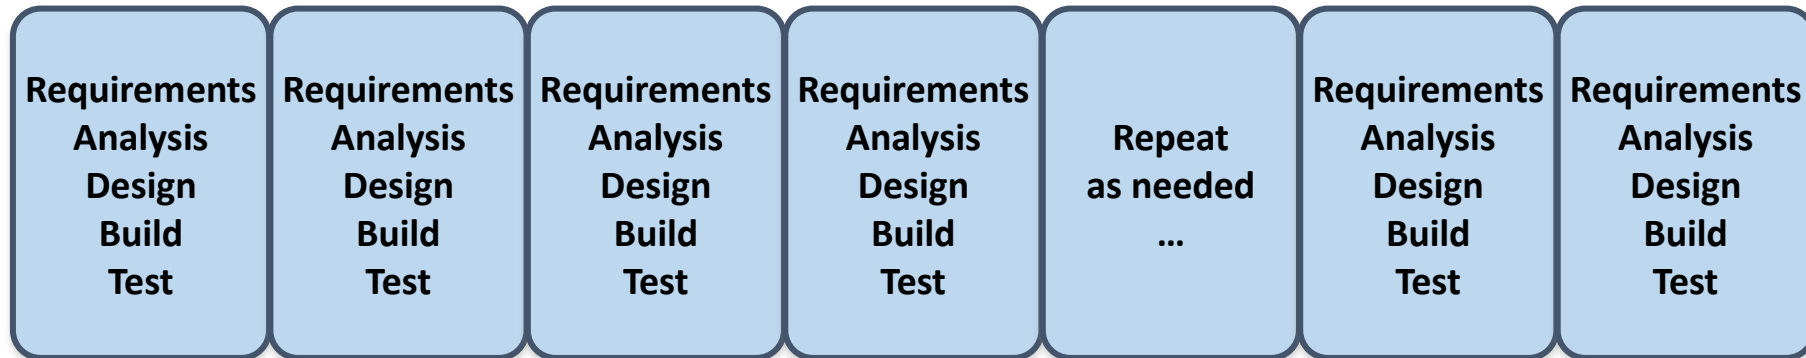 Requirements
Analysis
Design
Build
Test
Requirements
Analysis
Design
Build
Test
Requirements
Analysis
Design
Build
Test
Requirements
Analysis
Design
Build
Test
Repeat
as needed
...
Requirements
Analysis
Design
Build
Test
Requirements
Analysis
Design
Build
Test